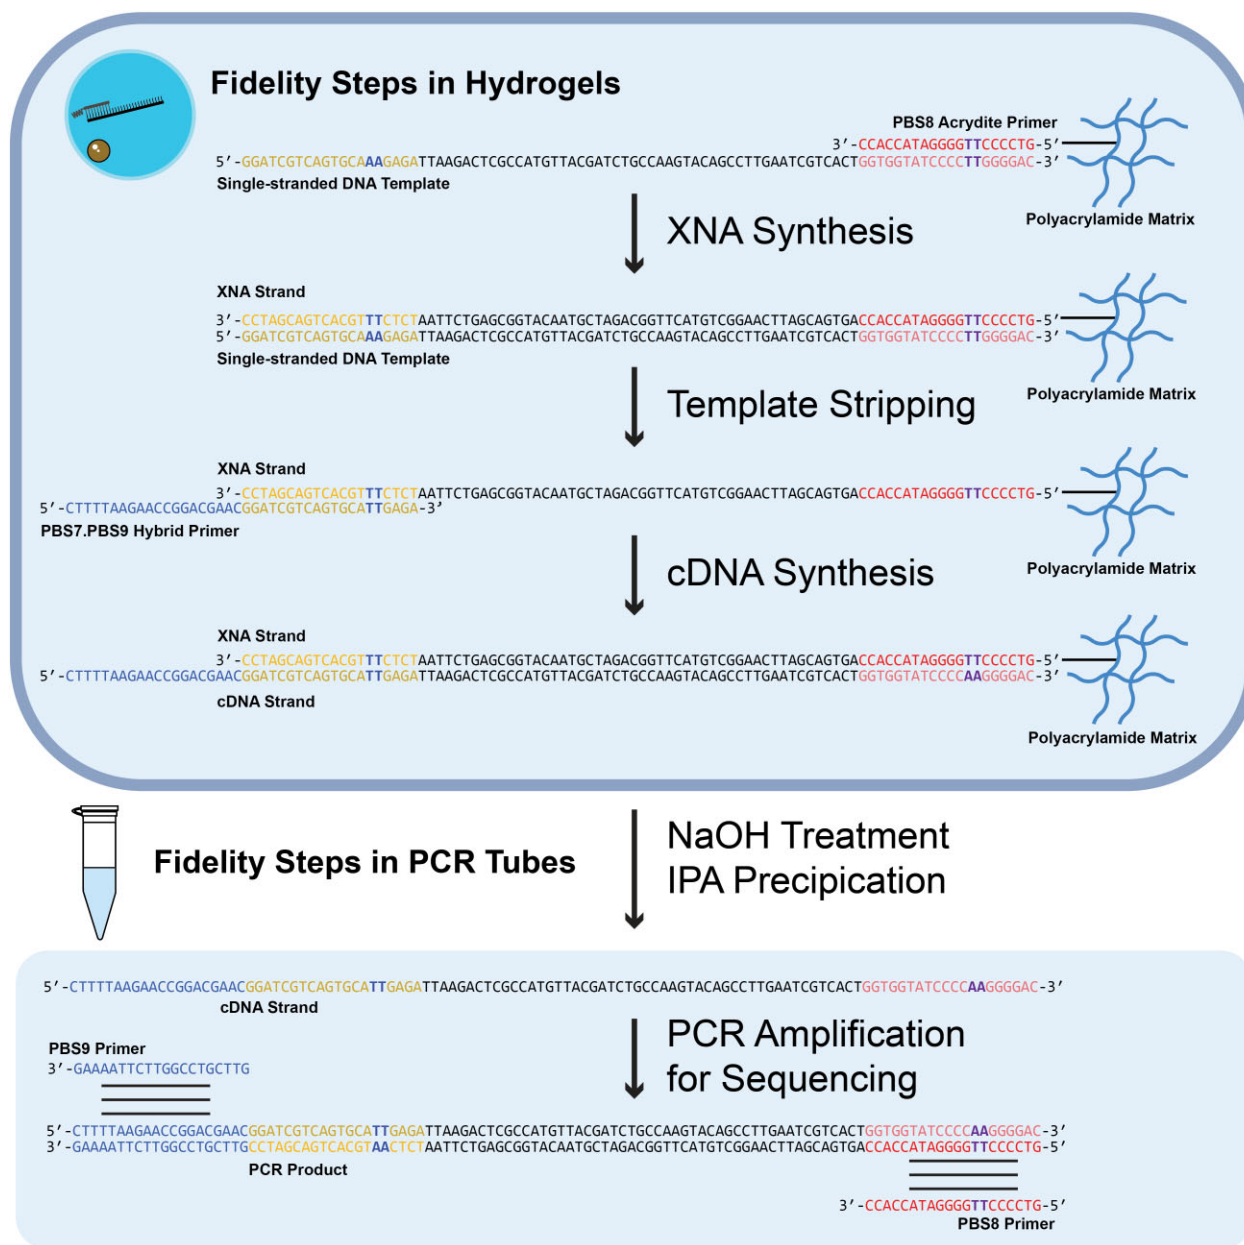 Fidelity Steps in Hydrogels
PBS8 Acrydite Primer
3′-CCACCATAGGGGTTCCCCTG-5′
5′-GGATCGTCAGTGCAAAGAGATTAAGACTCGCCATGTTACGATCTGCCAAGTACAGCCTTGAATCGTCACTGGTGGTATCCCCTTGGGGAC-3′
Single-stranded DNA Template
Polyacrylamide Matrix
XNA Synthesis
XNA Strand
3′-CCTAGCAGTCACGTTTCTCTAATTCTGAGCGGTACAATGCTAGACGGTTCATGTCGGAACTTAGCAGTGACCACCATAGGGGTTCCCCTG-5′
5′-GGATCGTCAGTGCAAAGAGATTAAGACTCGCCATGTTACGATCTGCCAAGTACAGCCTTGAATCGTCACTGGTGGTATCCCCTTGGGGAC-3′
Single-stranded DNA Template
Polyacrylamide Matrix
Template Stripping
XNA Strand
3′-CCTAGCAGTCACGTTTCTCTAATTCTGAGCGGTACAATGCTAGACGGTTCATGTCGGAACTTAGCAGTGACCACCATAGGGGTTCCCCTG-5′
5′-CTTTTAAGAACCGGACGAACGGATCGTCAGTGCATTGAGA-3′
PBS7.PBS9 Hybrid Primer
Polyacrylamide Matrix
cDNA Synthesis
XNA Strand
3′-CCTAGCAGTCACGTTTCTCTAATTCTGAGCGGTACAATGCTAGACGGTTCATGTCGGAACTTAGCAGTGACCACCATAGGGGTTCCCCTG-5′
5′-CTTTTAAGAACCGGACGAACGGATCGTCAGTGCATTGAGATTAAGACTCGCCATGTTACGATCTGCCAAGTACAGCCTTGAATCGTCACTGGTGGTATCCCCAAGGGGAC-3′
cDNA Strand
Polyacrylamide Matrix
NaOH Treatment
IPA Precipication
Fidelity Steps in PCR Tubes
5′-CTTTTAAGAACCGGACGAACGGATCGTCAGTGCATTGAGATTAAGACTCGCCATGTTACGATCTGCCAAGTACAGCCTTGAATCGTCACTGGTGGTATCCCCAAGGGGAC-3′
cDNA Strand
PCR Amplification
for Sequencing
PBS9 Primer
3′-GAAAATTCTTGGCCTGCTTG
5′-CTTTTAAGAACCGGACGAACGGATCGTCAGTGCATTGAGATTAAGACTCGCCATGTTACGATCTGCCAAGTACAGCCTTGAATCGTCACTGGTGGTATCCCCAAGGGGAC-3′
3′-GAAAATTCTTGGCCTGCTTGCCTAGCAGTCACGTAACTCTAATTCTGAGCGGTACAATGCTAGACGGTTCATGTCGGAACTTAGCAGTGACCACCATAGGGGTTCCCCTG-5′
PCR Product
3′-CCACCATAGGGGTTCCCCTG-5′
PBS8 Primer